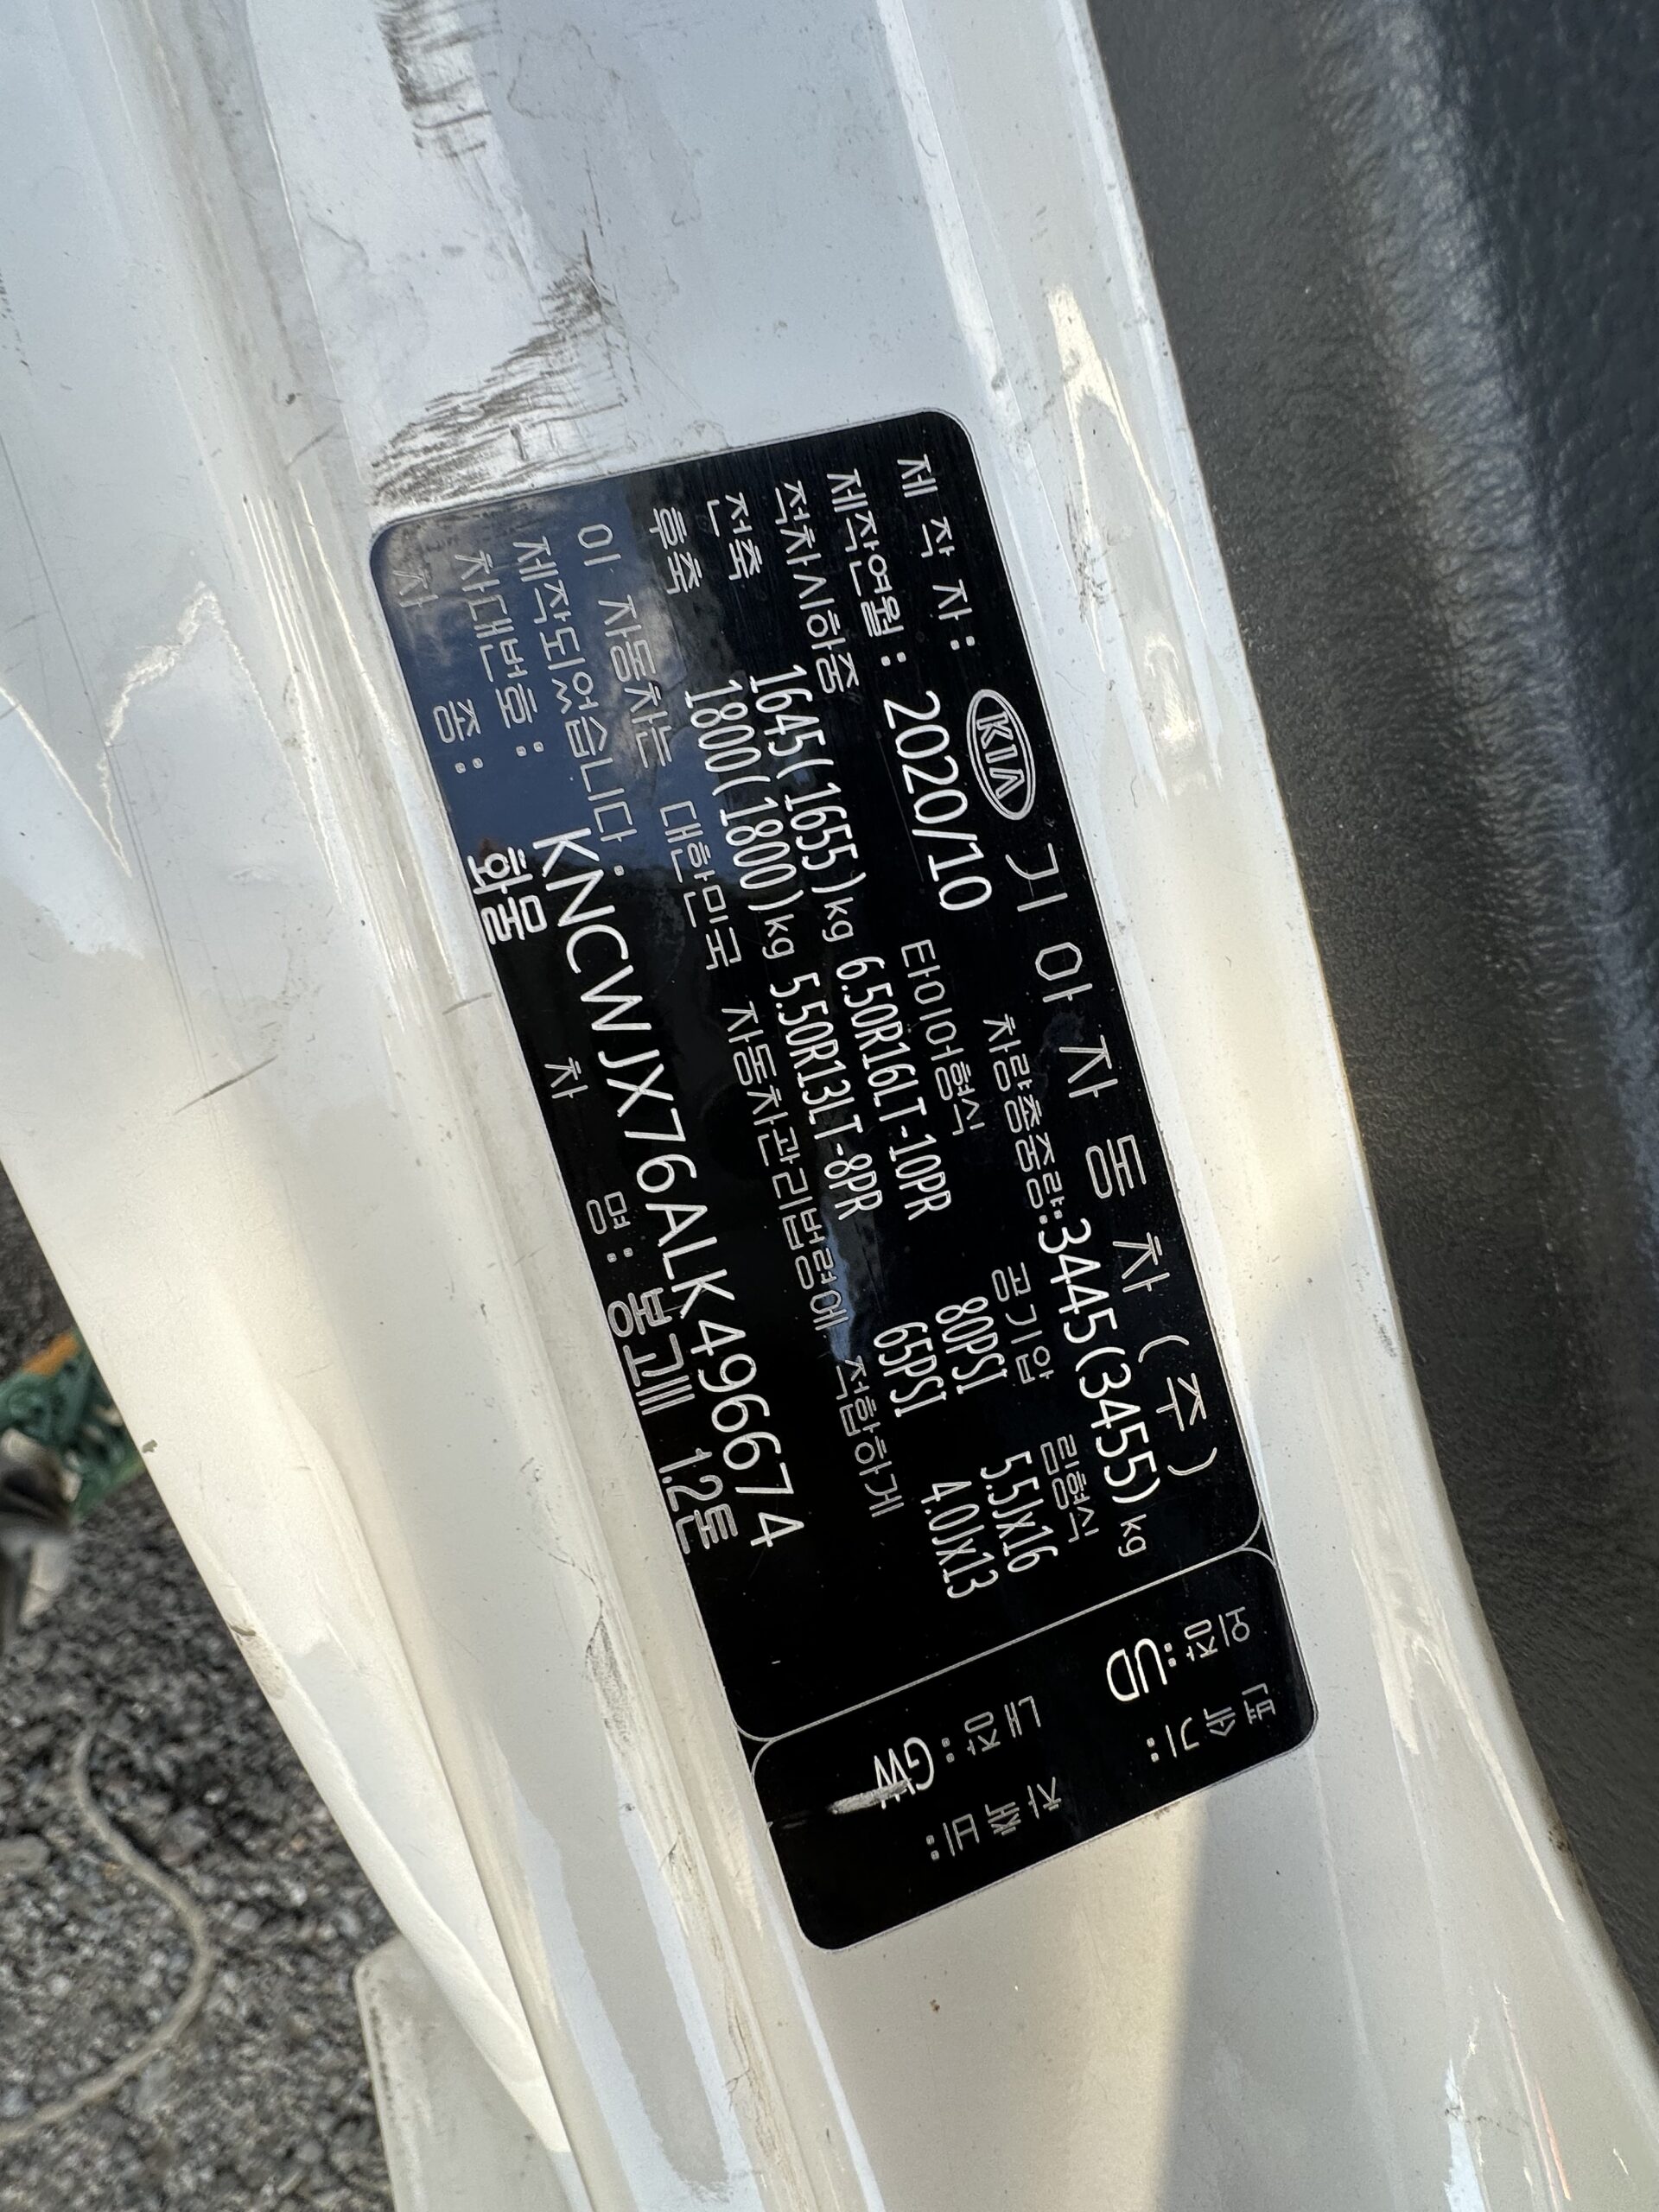 제 작 자 : KIA 기 아 자 동 차 (주)
제작연월 : 2020/10 차량총중량:3445(3455)kg
적차시하중 타이어형식 공기압 림형식
전축 1645(1655)kg 6.50R16LT-10PR 80PSI 5.5Jx16
후축 1800(1800)kg 5.50R13LT-8PR 65PSI 4.0Jx13
이 자동차는 대한민국 자동차관리법령에 적합하게
제작되었습니다.
차대번호 : KNCWJX76ALK496674
차 종 : 화물 차 명 : 봉고Ⅲ 1.2톤
외장:UD
내장:GW
변속기:
차축비: